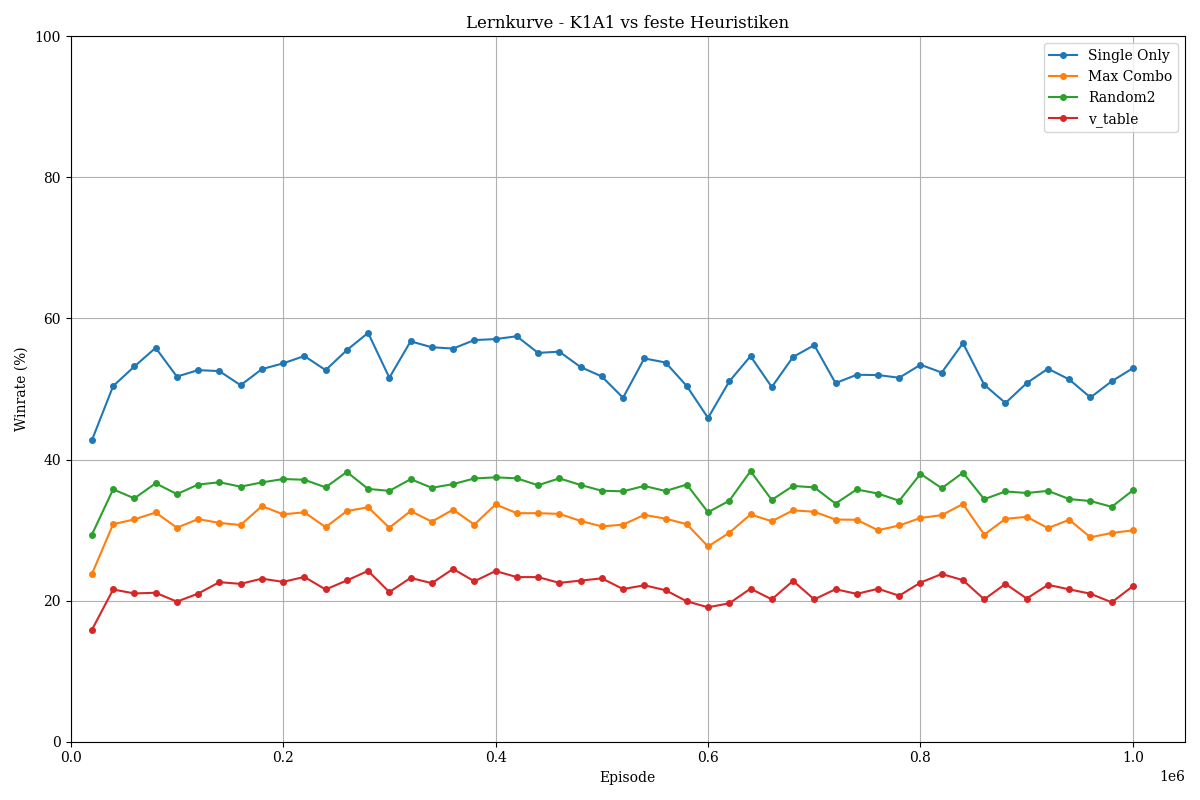 Lernkurve - K1A1 vs feste Heuristiken
100
80
60
40
20
0
Winrate (%)
Single Only
Max Combo
Random2
v_table
0.0
0.2
0.4
0.6
0.8
1.0
1e6
Episode